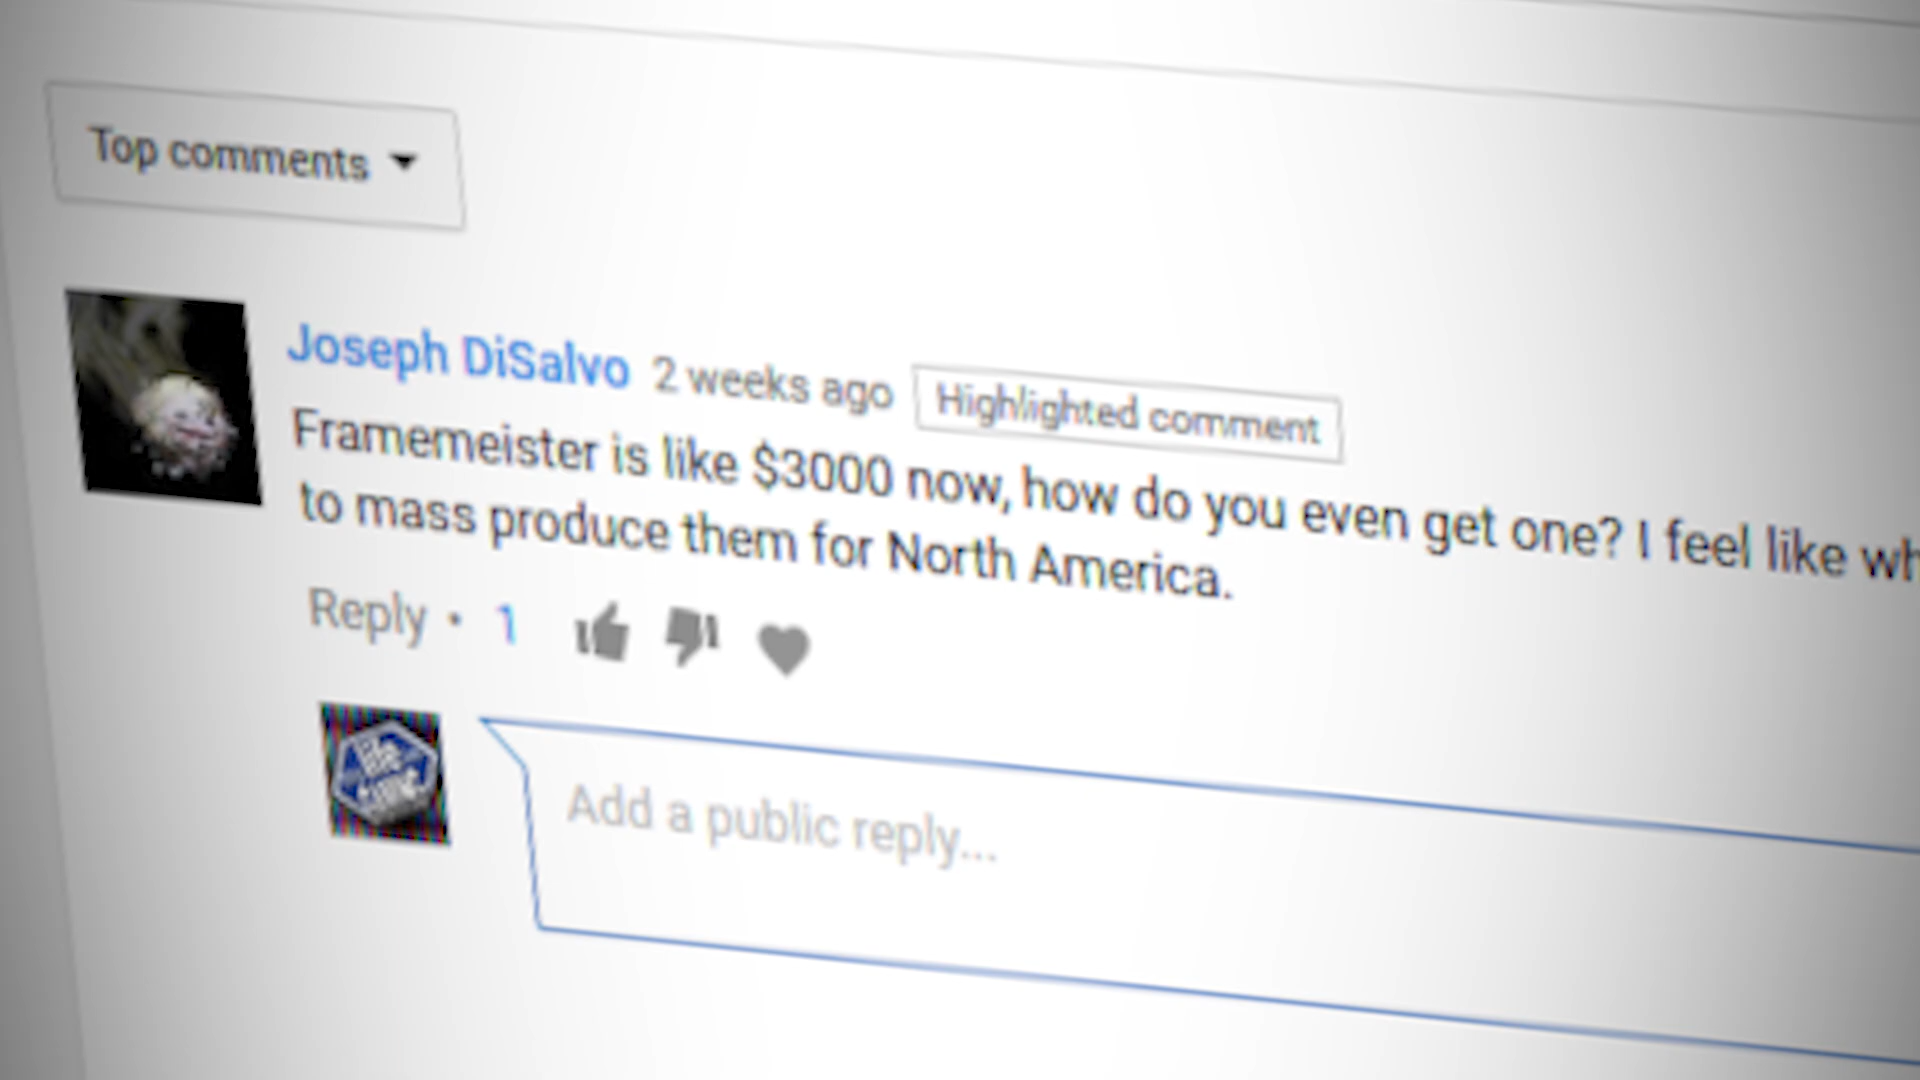 Top comments
Joseph DiSalvo 2 weeks ago Highlighted comment
Framemeister is like $3000 now, how do you even get one? I feel like
to mass produce them for North America.
Reply • 1
Add a public reply...